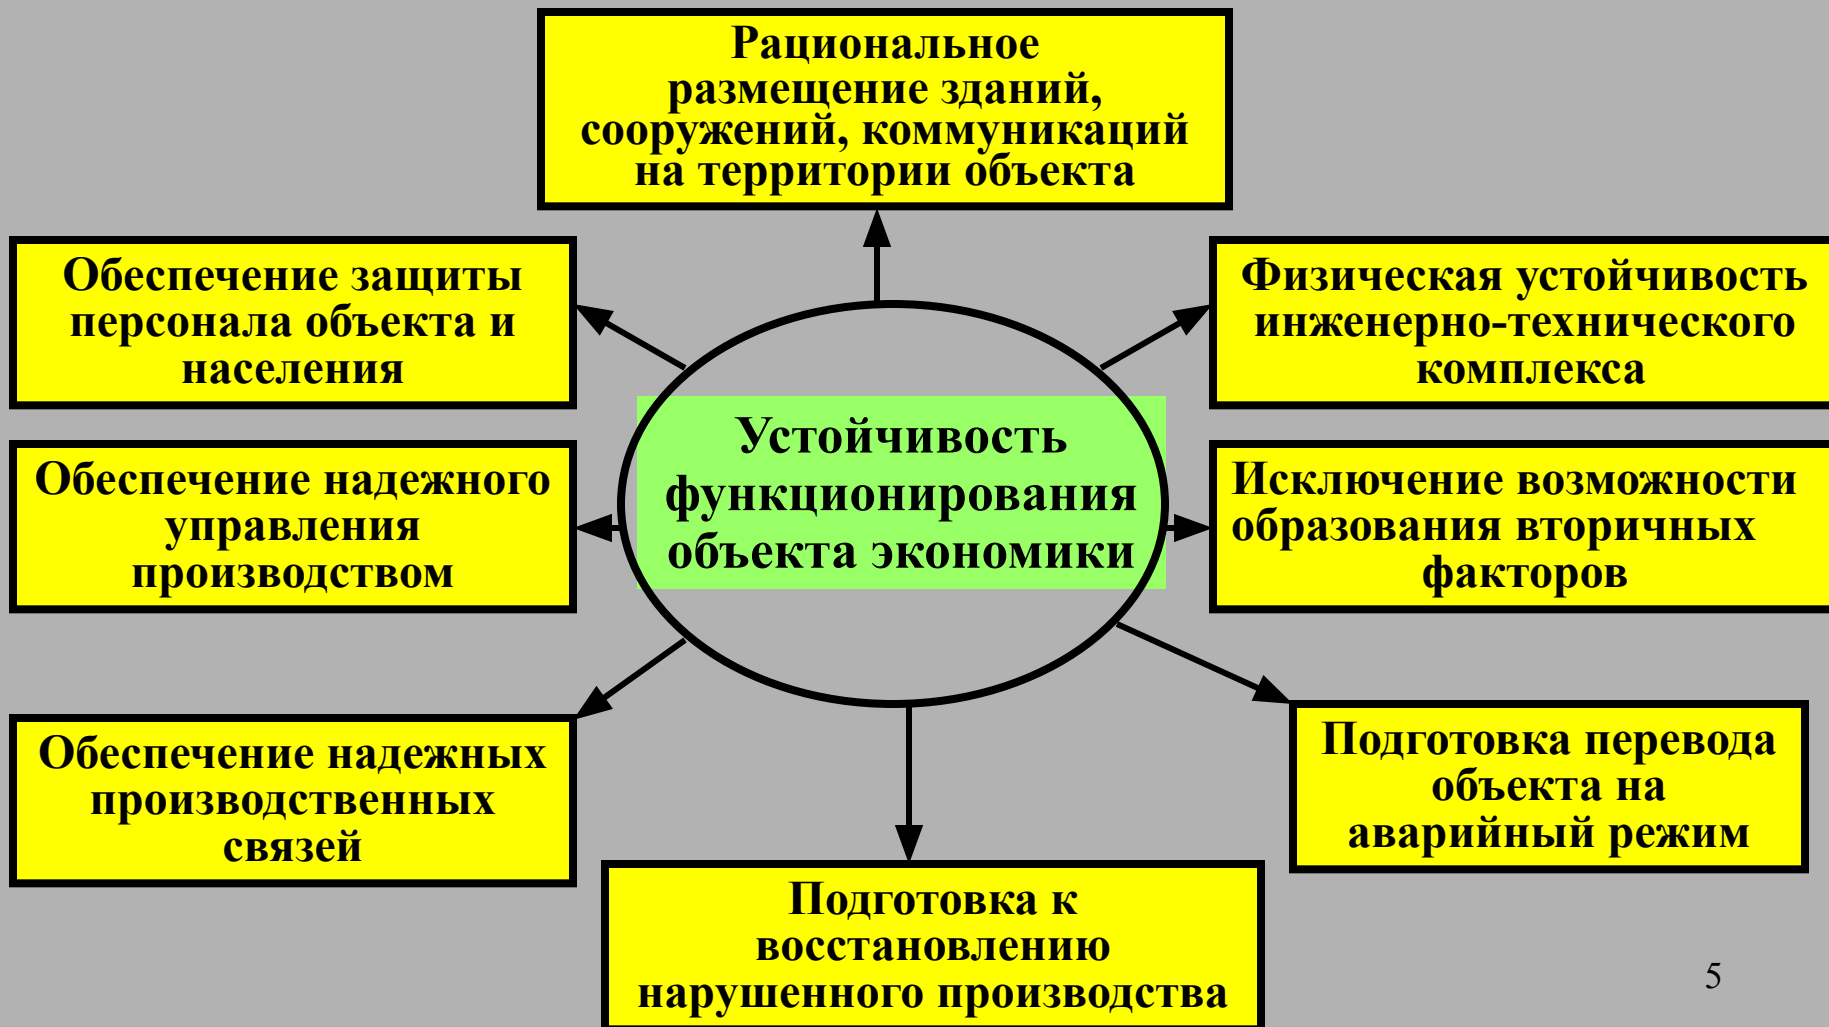 Рациональное
размещение зданий,
сооружений, коммуникаций
на территории объекта
Обеспечение защиты
персонала объекта и
населения
Физическая устойчивость
инженерно-технического
комплекса
Устойчивость
функционирования
объекта экономики
Обеспечение надежного
управления
производством
Исключение возможности
образования вторичных
факторов
Обеспечение надежных
производственных
связей
Подготовка перевода
объекта на
аварийный режим
Подготовка к
восстановлению
нарушенного производства
5